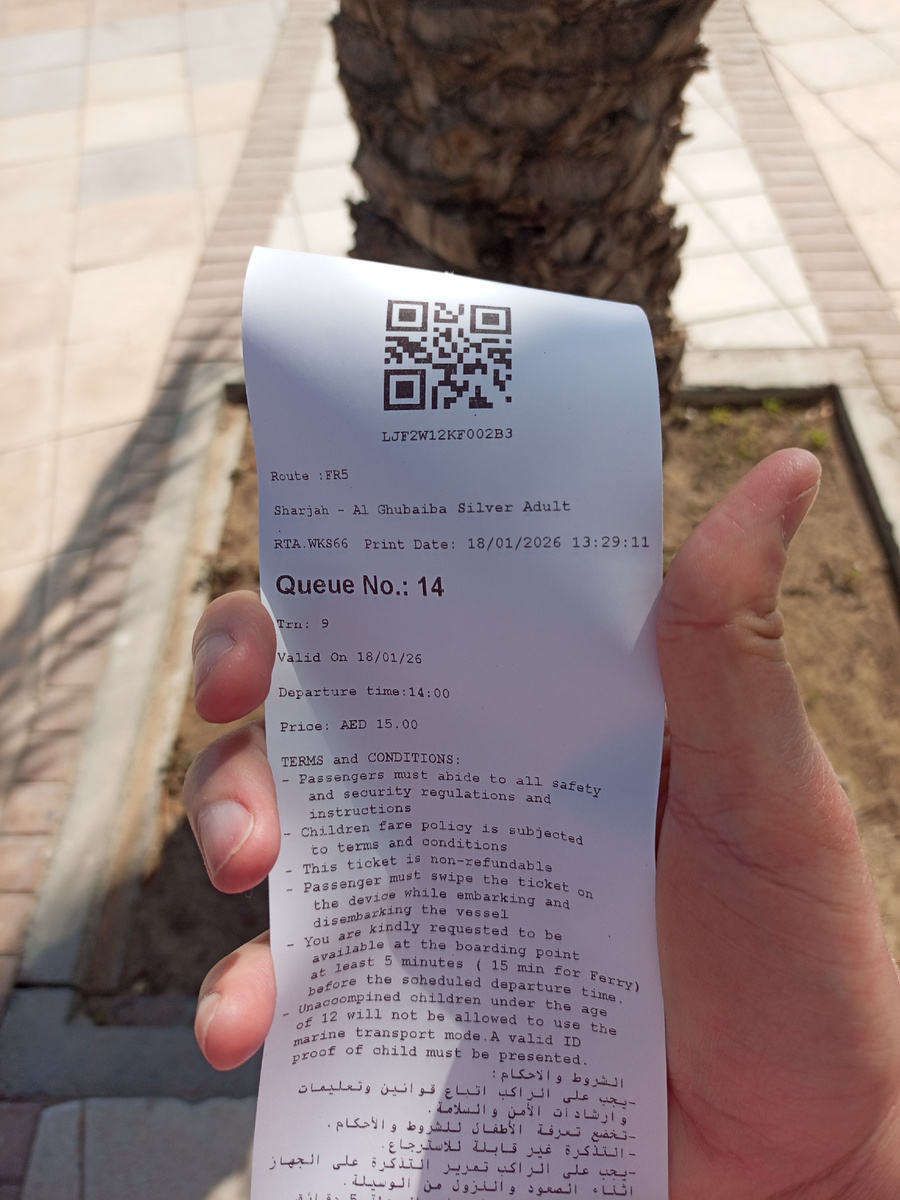 LJF2W12KF002B3
Route :FR5
Sharjah - Al Ghubaiba Silver Adult
RTA.WKS66 Print Date: 18/01/2026 13:29:11
Queue No.: 14
Trn: 9
Valid On 18/01/26
Departure time:14:00
Price: AED 15.00
TERMS and CONDITIONS:
- Passengers must abide to all safety
and security regulations and
instructions
- Children fare policy is subjected
to terms and conditions
- This ticket is non-refundable
- Passenger must swipe the ticket on
the device while embarking and
disembarking the vessel
- You are kindly requested to be
available at the boarding point
at least 5 minutes ( 15 min for Ferry)
before the scheduled departure time.
- Unaccompined children under the age
of 12 will not be allowed to use the
marine transport mode.A valid ID
proof of child must be presented.
الشروط والاحكام:
-يجب على الراكب اتباع قوانين وتعليمات
وارشادات الأمن والسلامة.
-تخضع تعرفة الأطفال للشروط والأحكام.
-التذكرة غير قابلة للاسترجاع.
-يجب على الراكب تمرير التذكرة على الجهاز
اثناء الصعود والنزول من الوسيلة.
5 دقائق